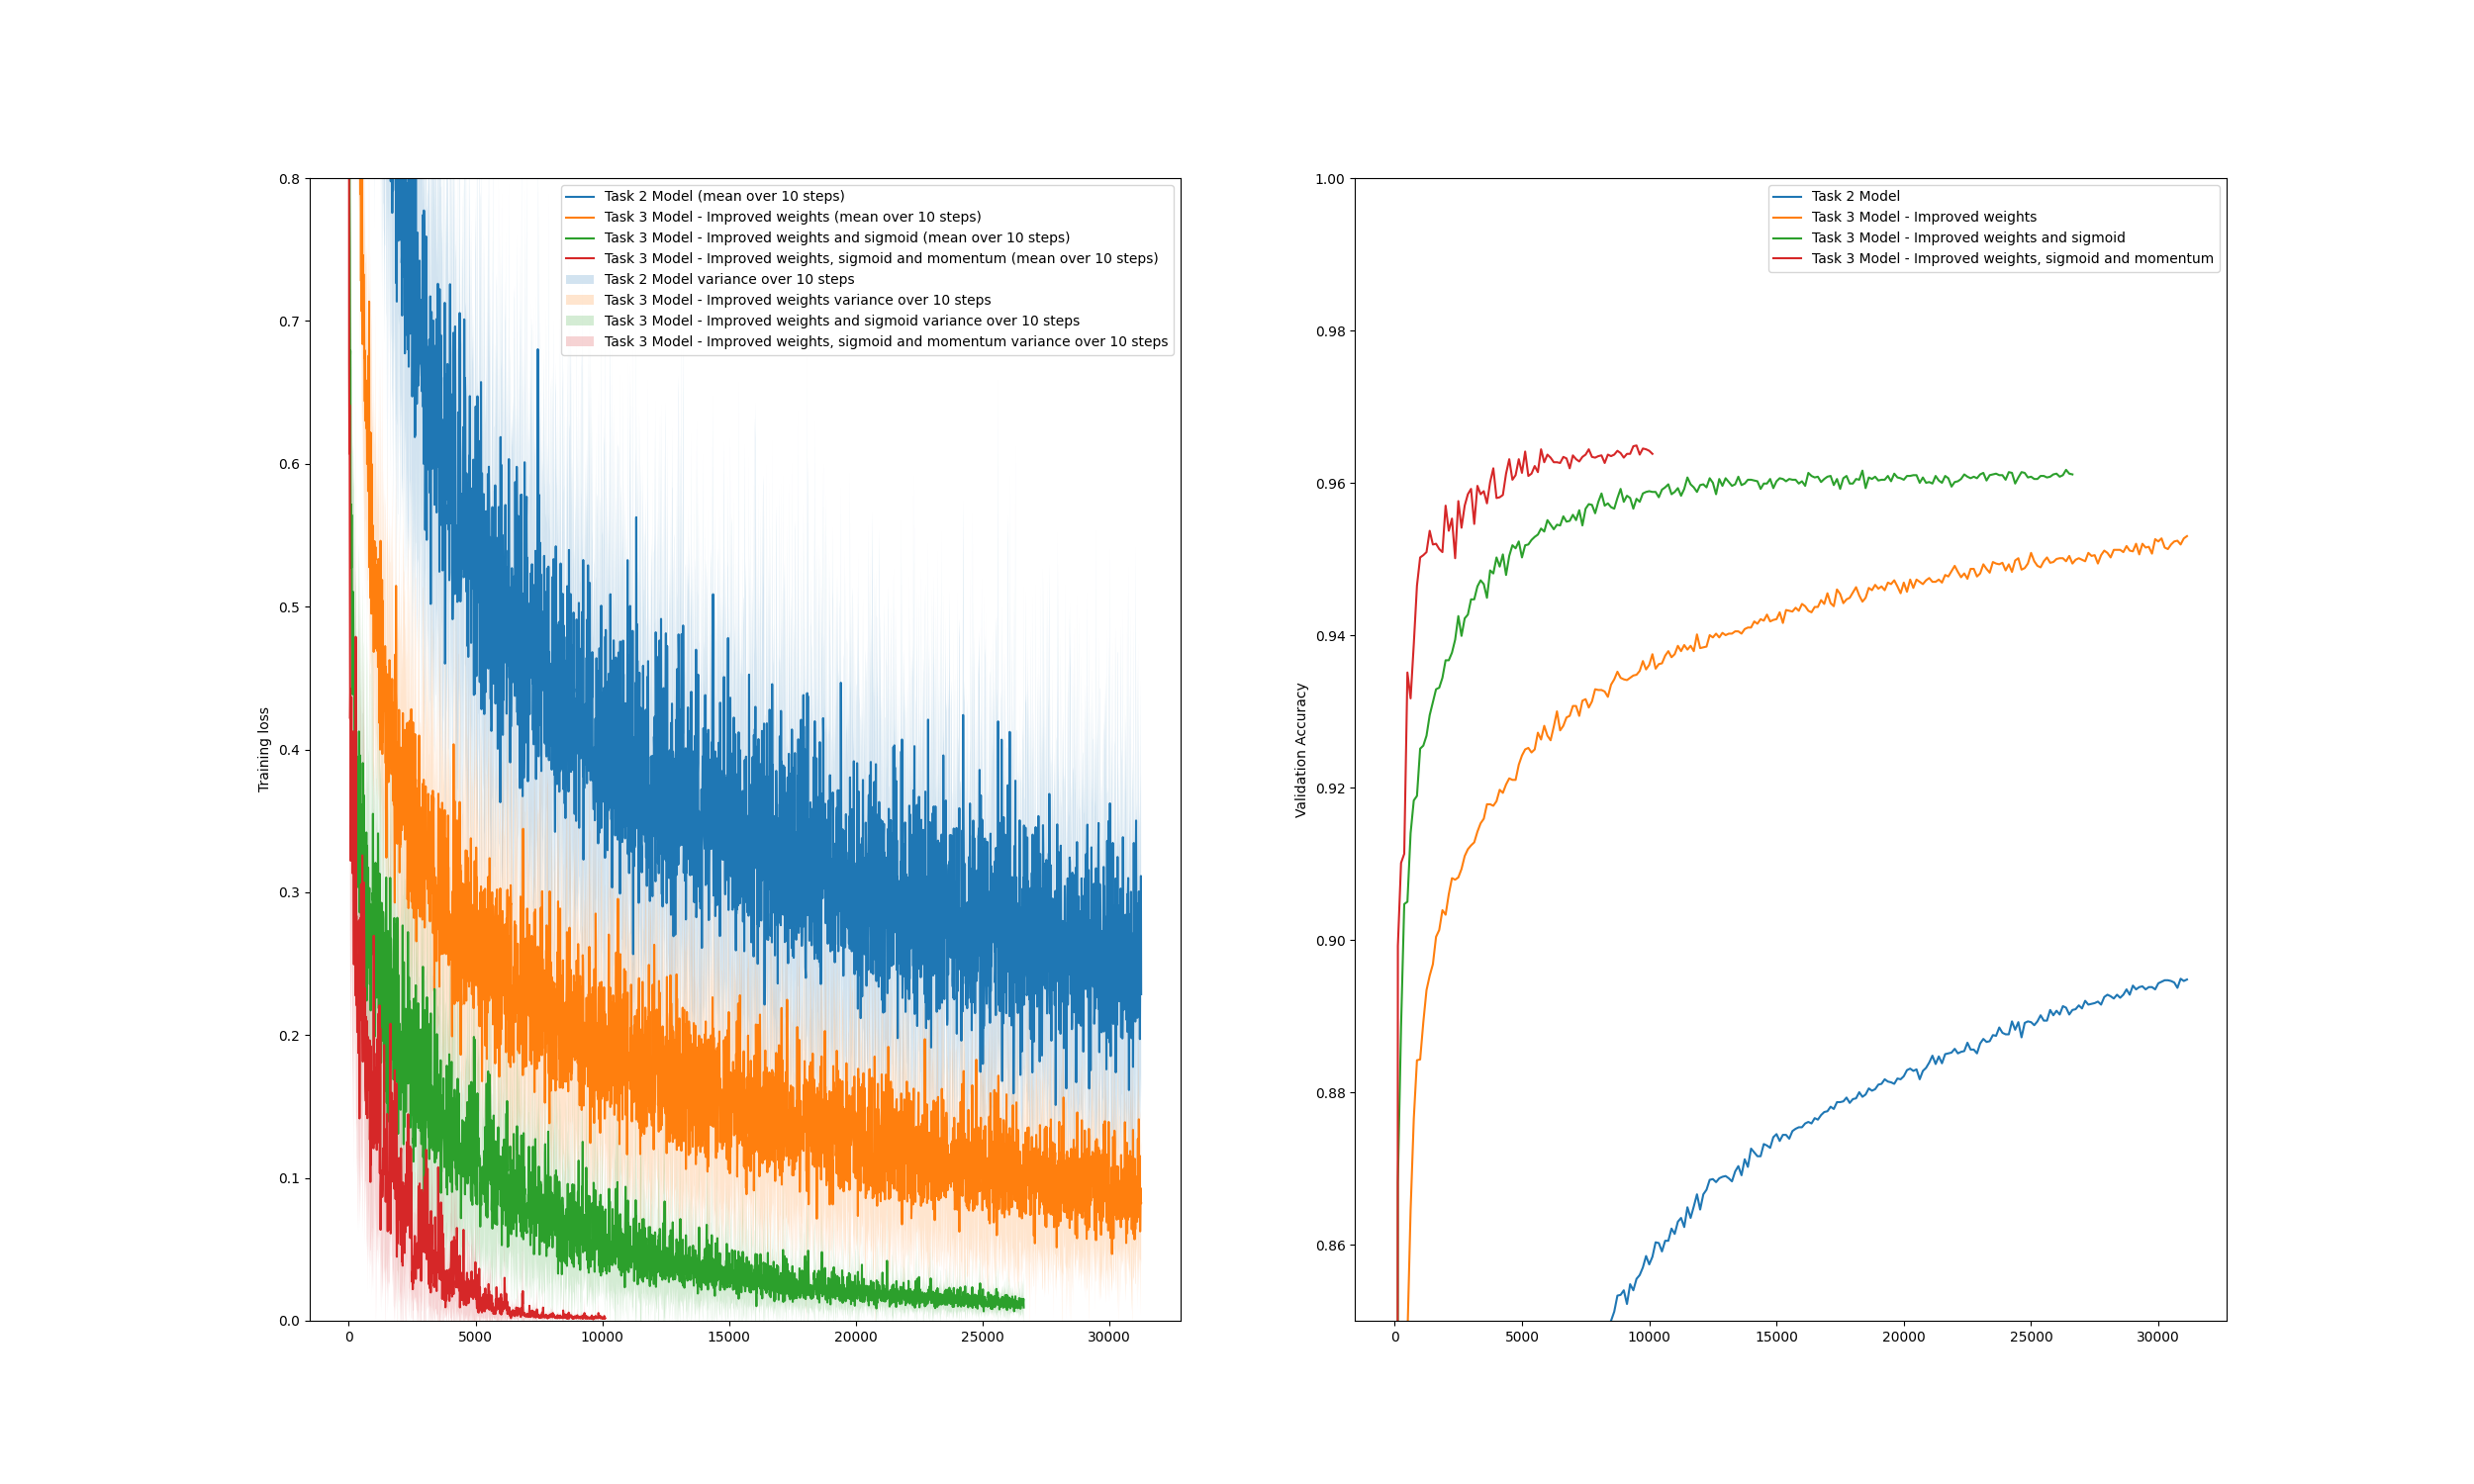 Training loss
0.8
0.7
0.6
0.5
0.4
0.3
0.2
0.1
0.0
Task 2 Model (mean over 10 steps)
Task 3 Model - Improved weights (mean over 10 steps)
Task 3 Model - Improved weights and sigmoid (mean over 10 steps)
Task 3 Model - Improved weights, sigmoid and momentum (mean over 10 steps)
Task 2 Model variance over 10 steps
Task 3 Model - Improved weights variance over 10 steps
Task 3 Model - Improved weights and sigmoid variance over 10 steps
Task 3 Model - Improved weights, sigmoid and momentum variance over 10 steps
0 5000 10000 15000 20000 25000 30000
Validation Accuracy
1.00
0.98
0.96
0.94
0.92
0.90
0.88
0.86
Task 2 Model
Task 3 Model - Improved weights
Task 3 Model - Improved weights and sigmoid
Task 3 Model - Improved weights, sigmoid and momentum
0 5000 10000 15000 20000 25000 30000